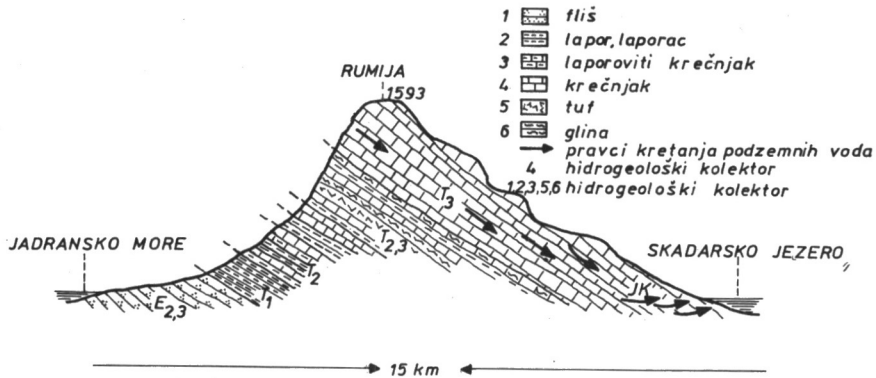 1 fliš
2 lapor, laporac
3 laporoviti krečnjak
4 krečnjak
5 tuf
6 glina
pravci kretanja podzemnih voda
4 hidrogeološki kolektor
1,2,3,5,6 hidrogeološki kolektor
RUMIJA
1593
T3
T2,3
JADRANSKO MORE
SKADARSKO JEZERO
T2
JK
E2,3
T1
15 km